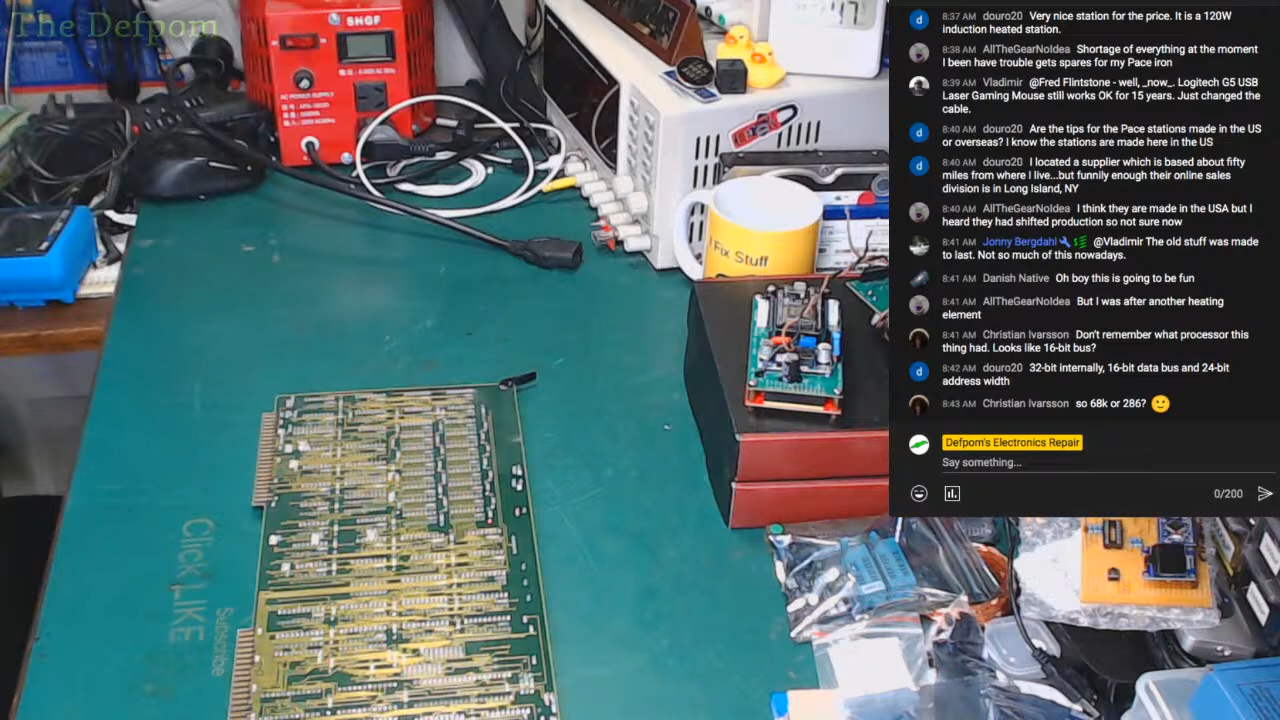 The Defpom
SHGF
AC POWER SUPPLY
I Fix Stuff
Click LIKE
Subscribe
8:37 AM douro20 Very nice station for the price. It is a 120W
induction heated station.
8:38 AM AllTheGearNoIdea Shortage of everything at the moment
I been have trouble gets spares for my Pace iron
8:39 AM Vladimir @Fred Flintstone - well, _now_. Logitech G5 USB
Laser Gaming Mouse still works OK for 15 years. Just changed the
cable.
8:40 AM douro20 Are the tips for the Pace stations made in the US
or overseas? I know the stations are made here in the US
8:40 AM douro20 I located a supplier which is based about fifty
miles from where I live...but funnily enough their online sales
division is in Long Island, NY
8:40 AM AllTheGearNoIdea I think they are made in the USA but I
heard they had shifted production so not sure now
8:41 AM Jonny Bergdahl @Vladimir The old stuff was made
to last. Not so much of this nowadays.
8:41 AM Danish Native Oh boy this is going to be fun
8:41 AM AllTheGearNoIdea But I was after another heating
element
8:41 AM Christian Ivarsson Don't remember what processor this
thing had. Looks like 16-bit bus?
8:42 AM douro20 32-bit internally, 16-bit data bus and 24-bit
address width
8:43 AM Christian Ivarsson so 68k or 286? 🙂
Defpom's Electronics Repair
Say something...
0/200